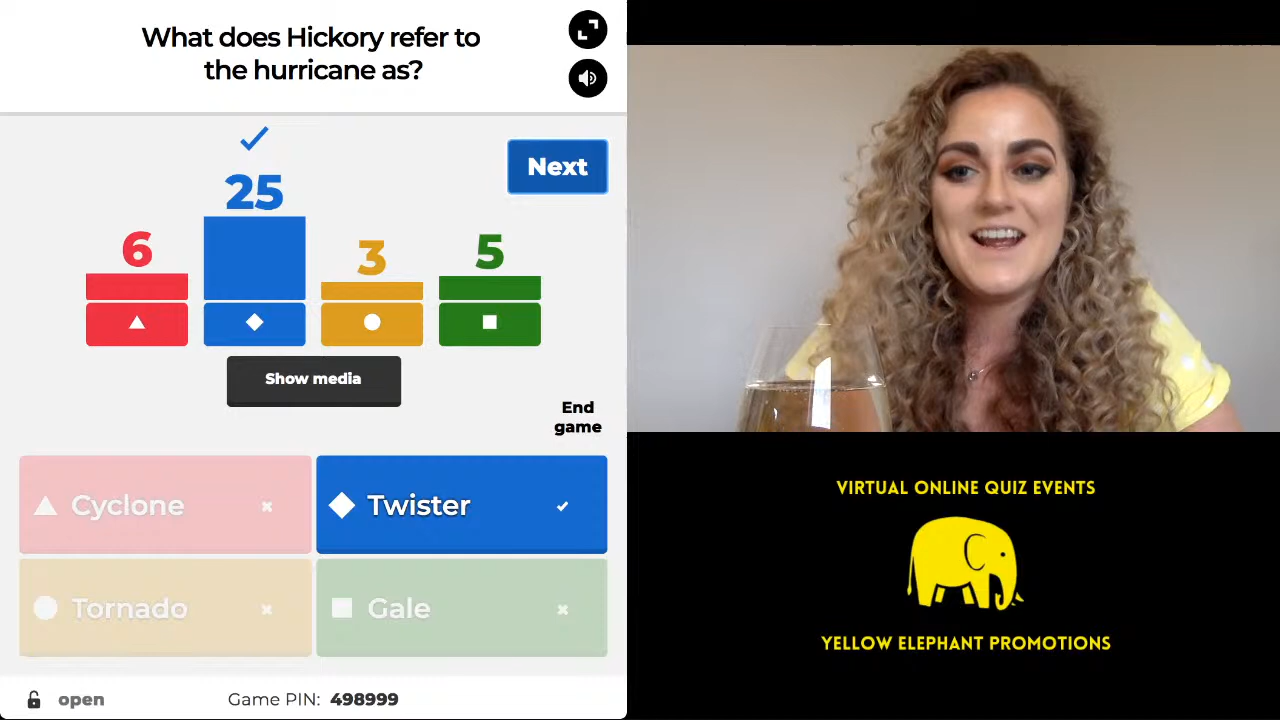 What does Hickory refer to
the hurricane as?
25
Next
6
3
5
Show media
End
game
Cyclone
Twister
Tornado
Gale
open
Game PIN: 498999
VIRTUAL ONLINE QUIZ EVENTS
YELLOW ELEPHANT PROMOTIONS